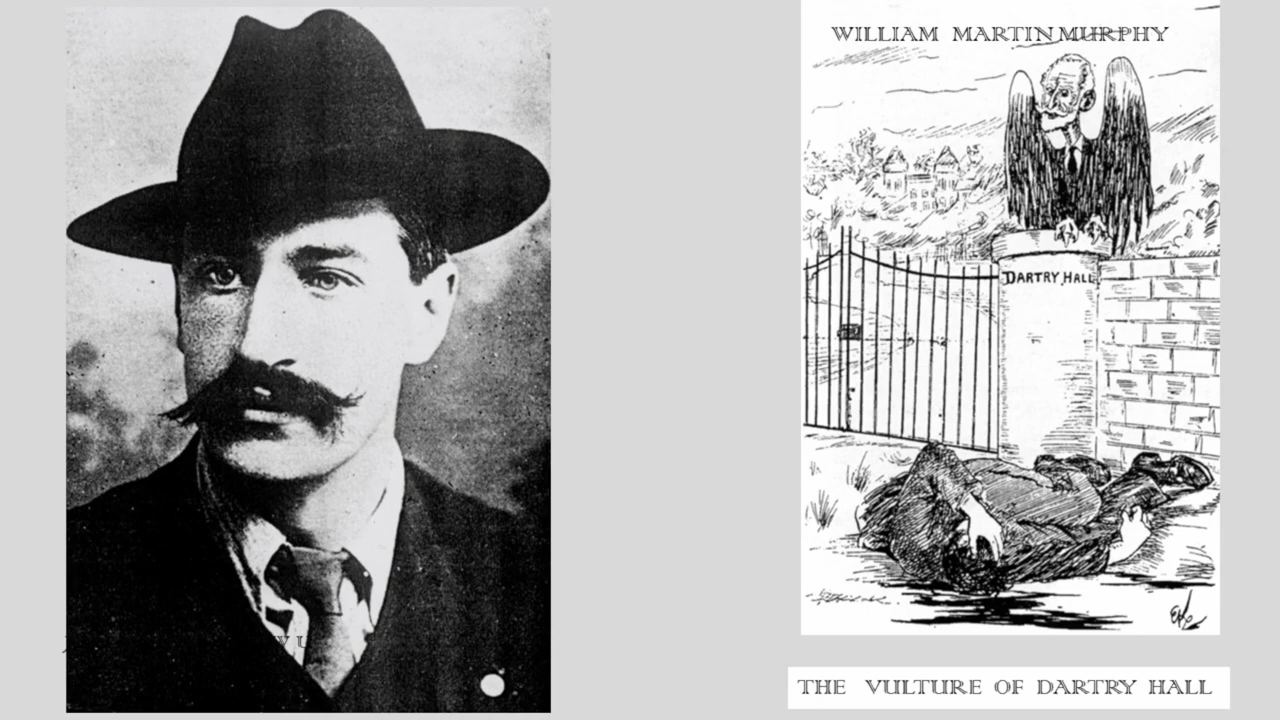 WILLIAM MARTIN MURPHY
DARTRY HALL
THE VULTURE OF DARTRY HALL